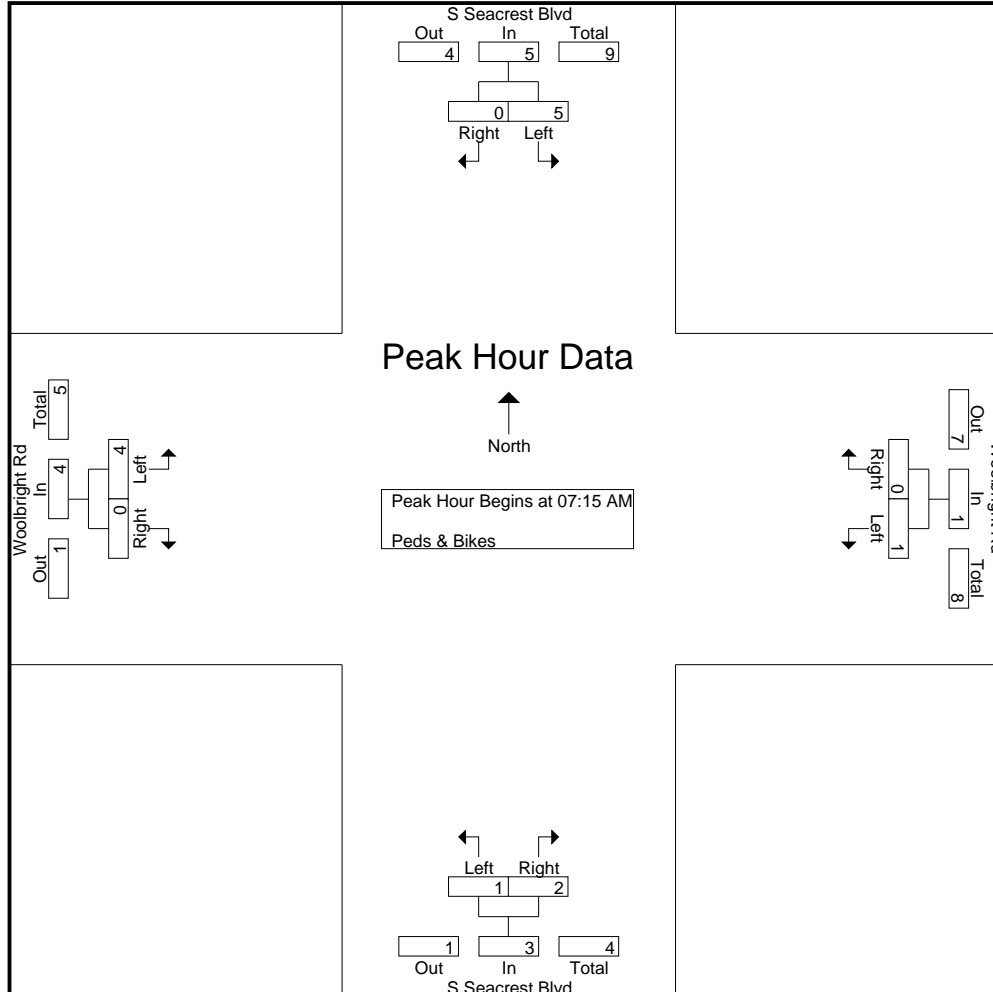 S Seacrest Blvd
Out In Total
4 5 9
0 5
Right Left
Peak Hour Data
North
Peak Hour Begins at 07:15 AM
Peds & Bikes
Woolbright Rd
Out In Total
1 4 5
0 4
Right Left
Out In Total
7 1 8
0 1
Right Left
Left Right
1 2
1 3 4
Out In Total
S Seacrest Blvd